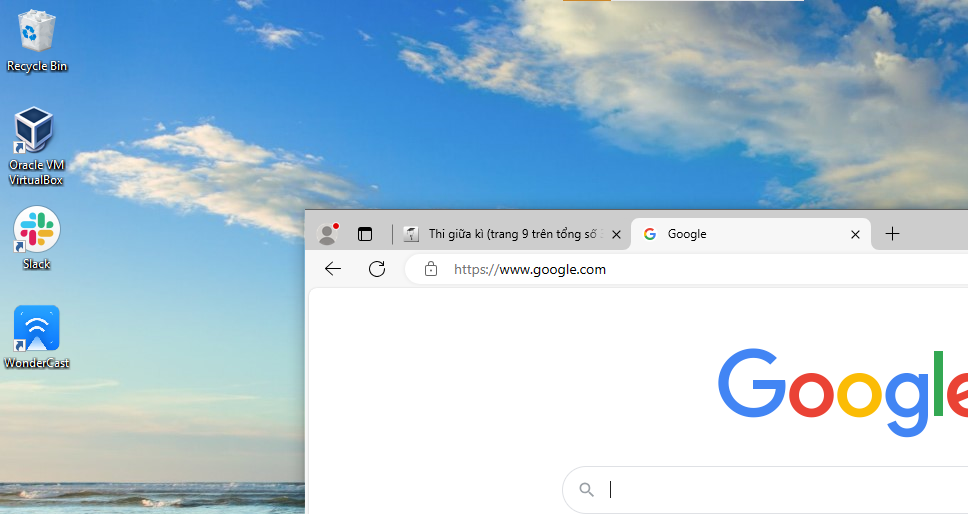 Recycle Bin
Oracle VM
VirtualBox
Slack
WonderCast
Thi giữa kì (trang 9 trên tổng số
Google
https://www.google.com
Google